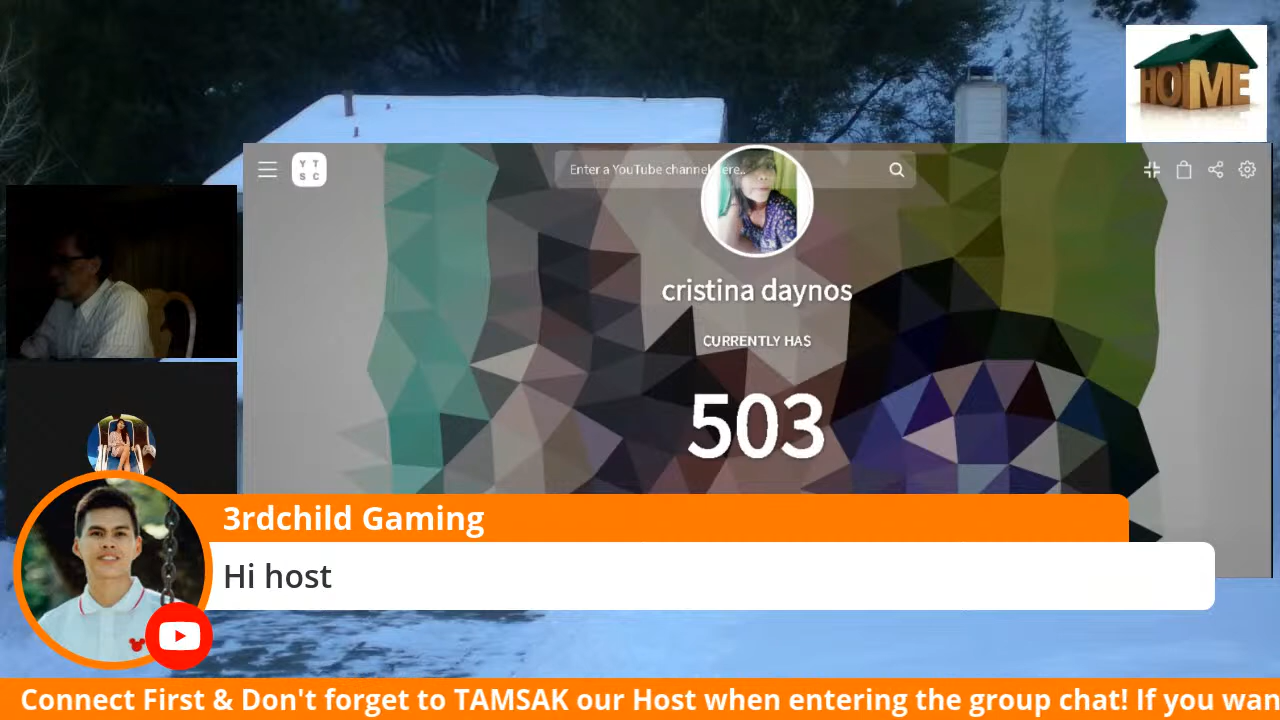 HOME
Y T
S C
Enter a YouTube channel here..
cristina daynos
CURRENTLY HAS
503
3rdchild Gaming
Hi host
Connect First & Don't forget to TAMSAK our Host when entering the group chat! If you wan